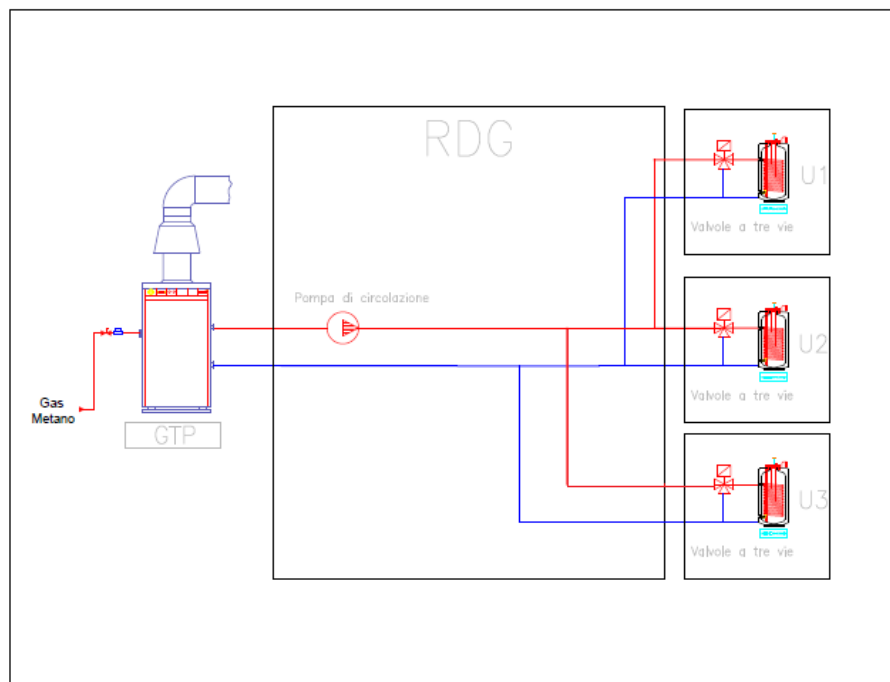 RDG
U1
Valvole a tre vie
Pompa di circolazione
U2
Valvole a tre vie
Gas
Metano
GTP
U3
Valvole a tre vie